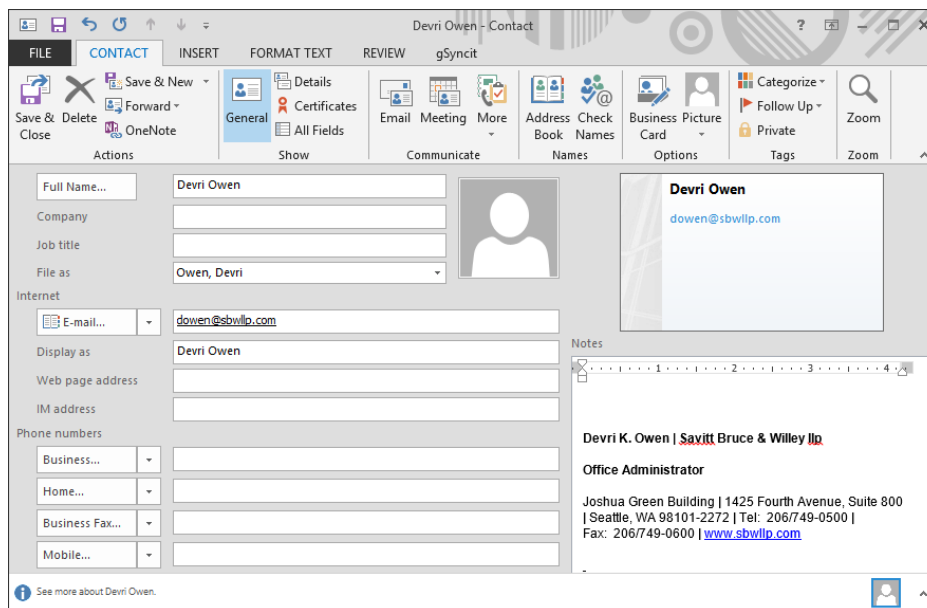 Devri Owen - Contact
?
FILE CONTACT INSERT FORMAT TEXT REVIEW gSyncit
Save & Close
Delete
Save & New
Forward
OneNote
Actions
General
Details
Certificates
All Fields
Show
Email
Meeting
More
Communicate
Address Book
Check Names
Names
Business Card
Picture
Options
Categorize
Follow Up
Private
Tags
Zoom
Zoom
Full Name...
Devri Owen
Company
Job title
File as
Owen, Devri
Internet
E-mail...
dowen@sbwllp.com
Display as
Devri Owen
Web page address
IM address
Phone numbers
Business...
Home...
Business Fax...
Mobile...
Devri Owen
dowen@sbwllp.com
Notes
1 2 3 4
Devri K. Owen | Savitt Bruce & Willey llp
Office Administrator
Joshua Green Building | 1425 Fourth Avenue, Suite 800
| Seattle, WA 98101-2272 | Tel: 206/749-0500 |
Fax: 206/749-0600 | www.sbwllp.com
See more about Devri Owen.